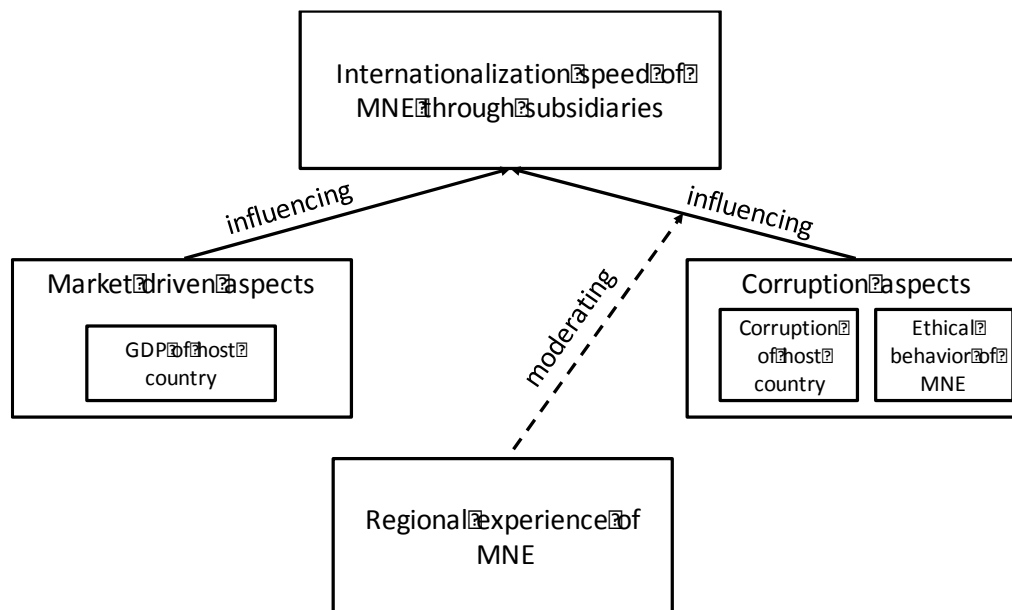 Internationalization speed of
MNE through subsidiaries
influencing
influencing
Market driven aspects
GDP of host
country
moderating
Corruption aspects
Corruption
of host
country
Ethical
behavior of
MNE
Regional experience of
MNE